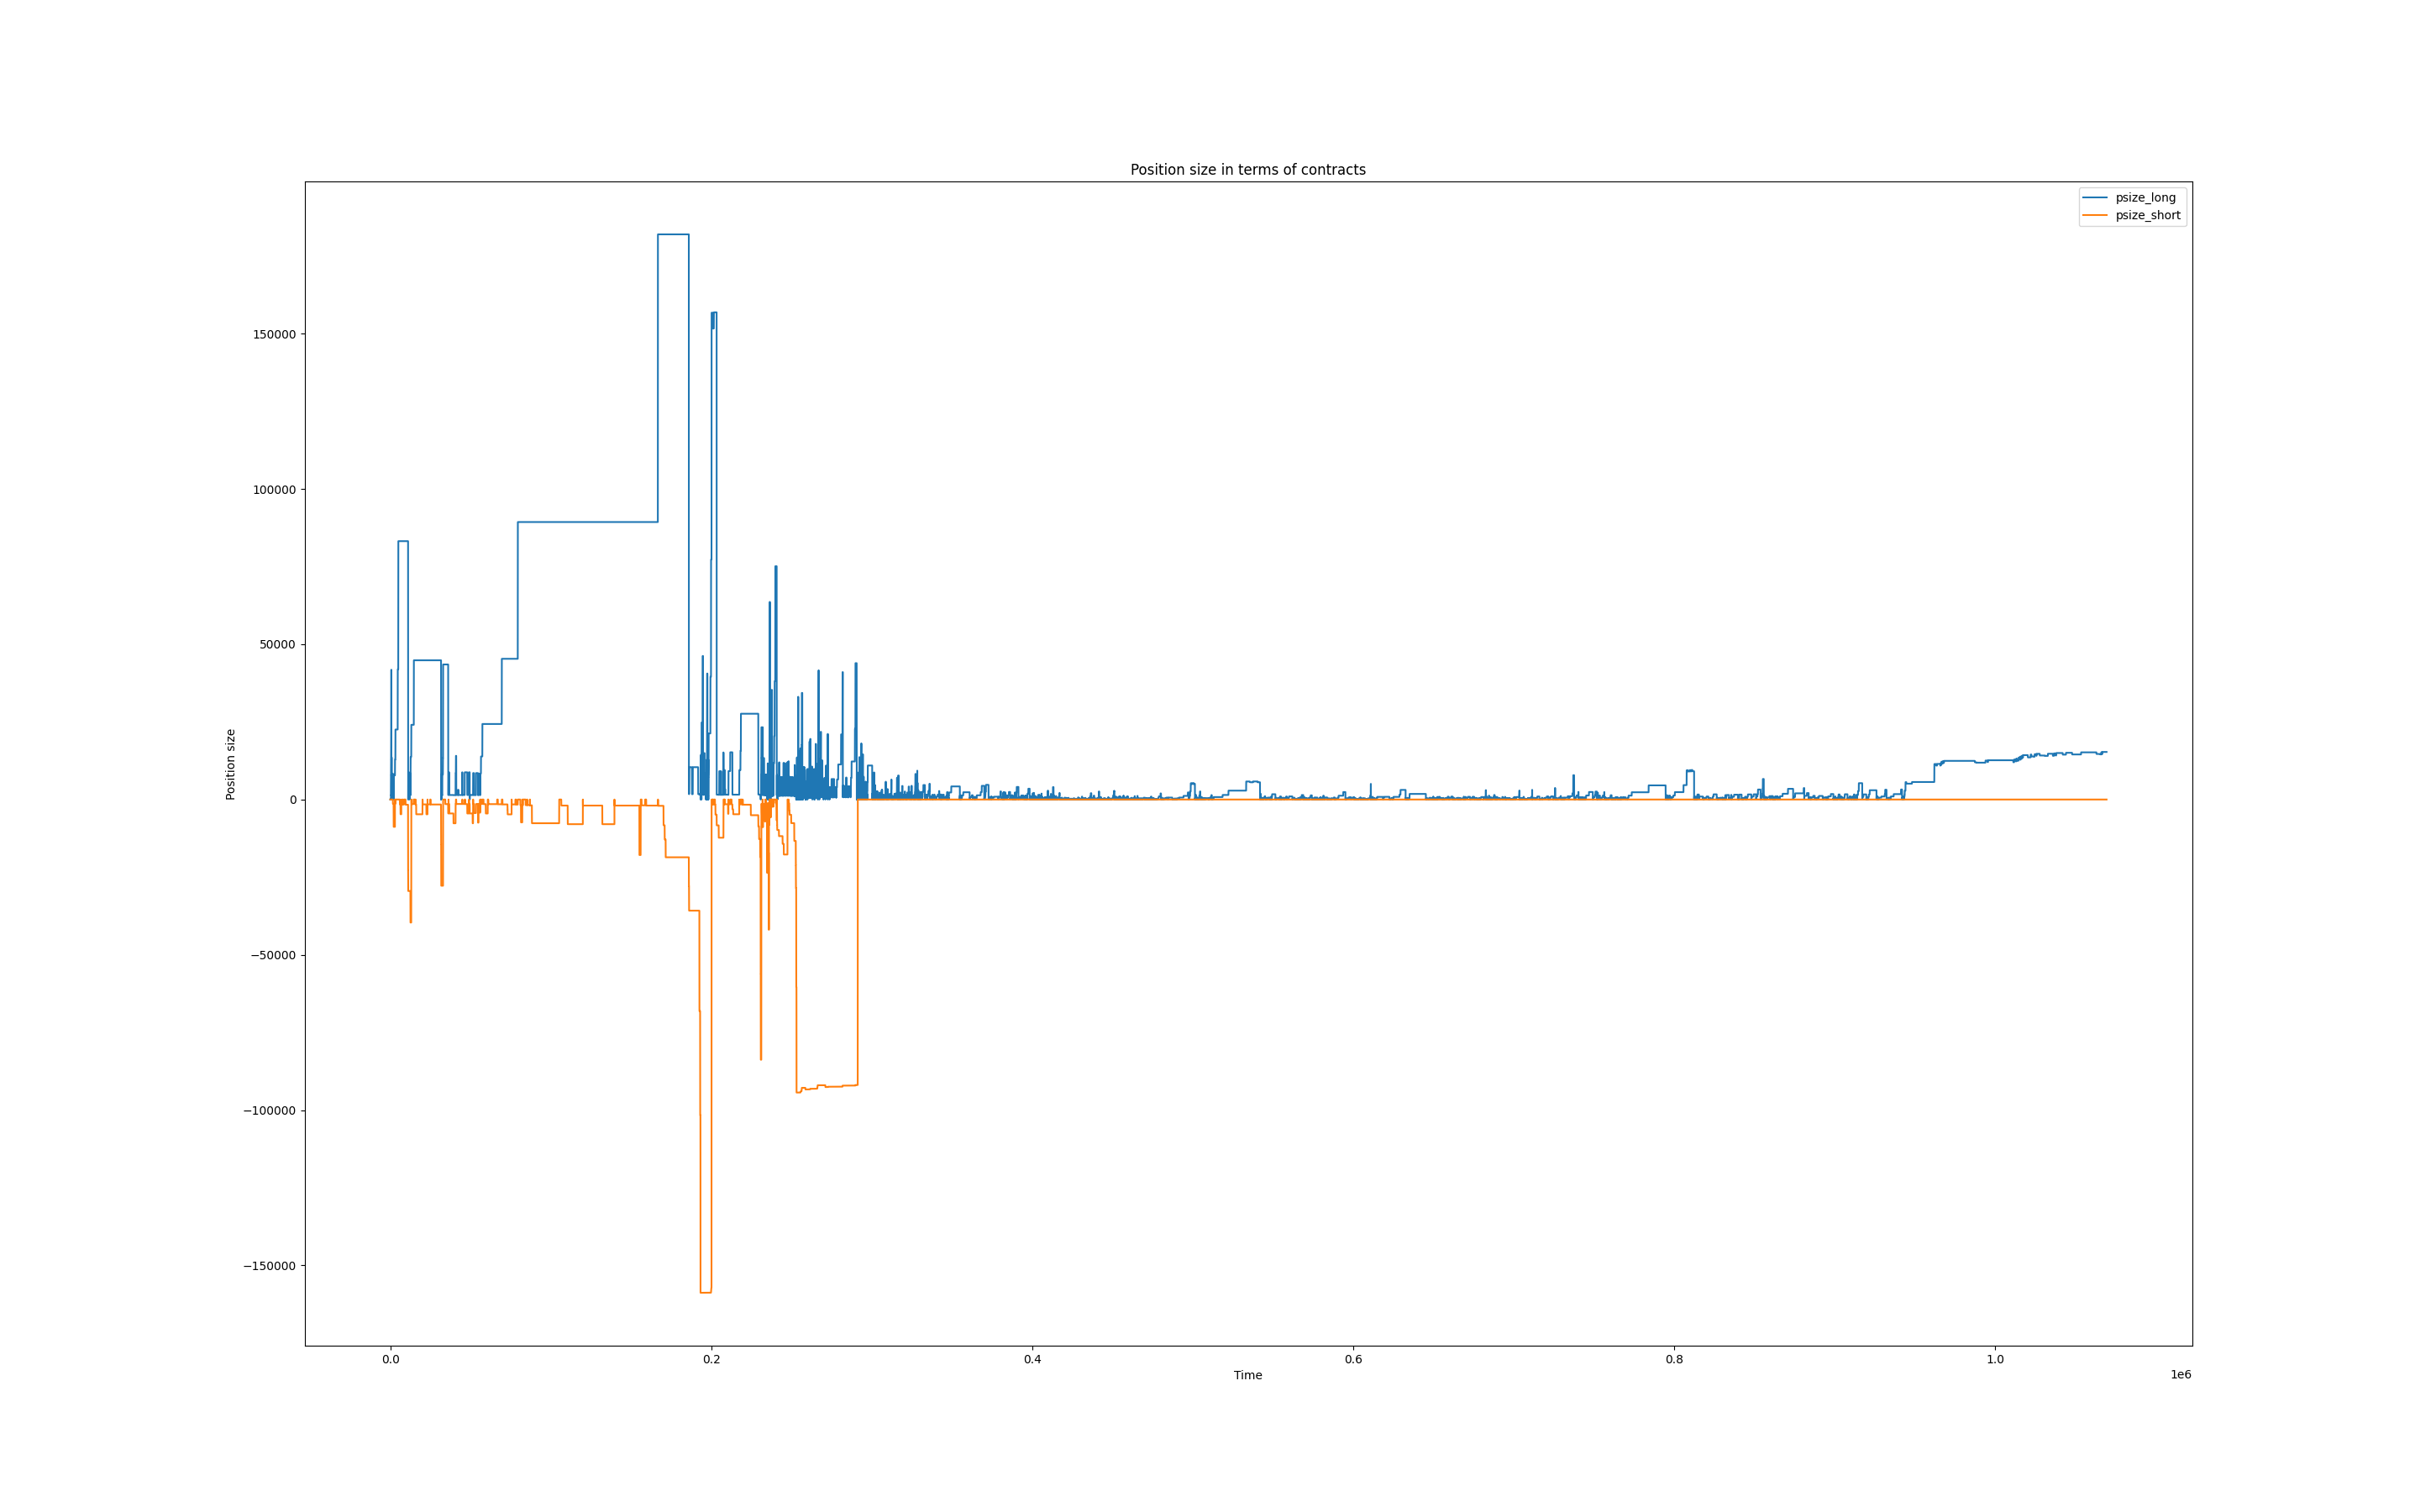 Position size in terms of contracts
psize_long
psize_short
150000
100000
50000
0
−50000
−100000
−150000
Position size
0.0 0.2 0.4 0.6 0.8 1.0
Time
1e6